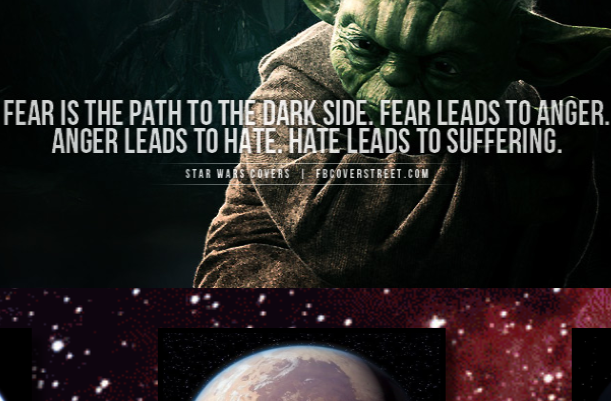 FEAR IS THE PATH TO THE DARK SIDE. FEAR LEADS TO ANGER.
ANGER LEADS TO HATE. HATE LEADS TO SUFFERING.
STAR WARS COVERS | FBCOVERSTREET.COM